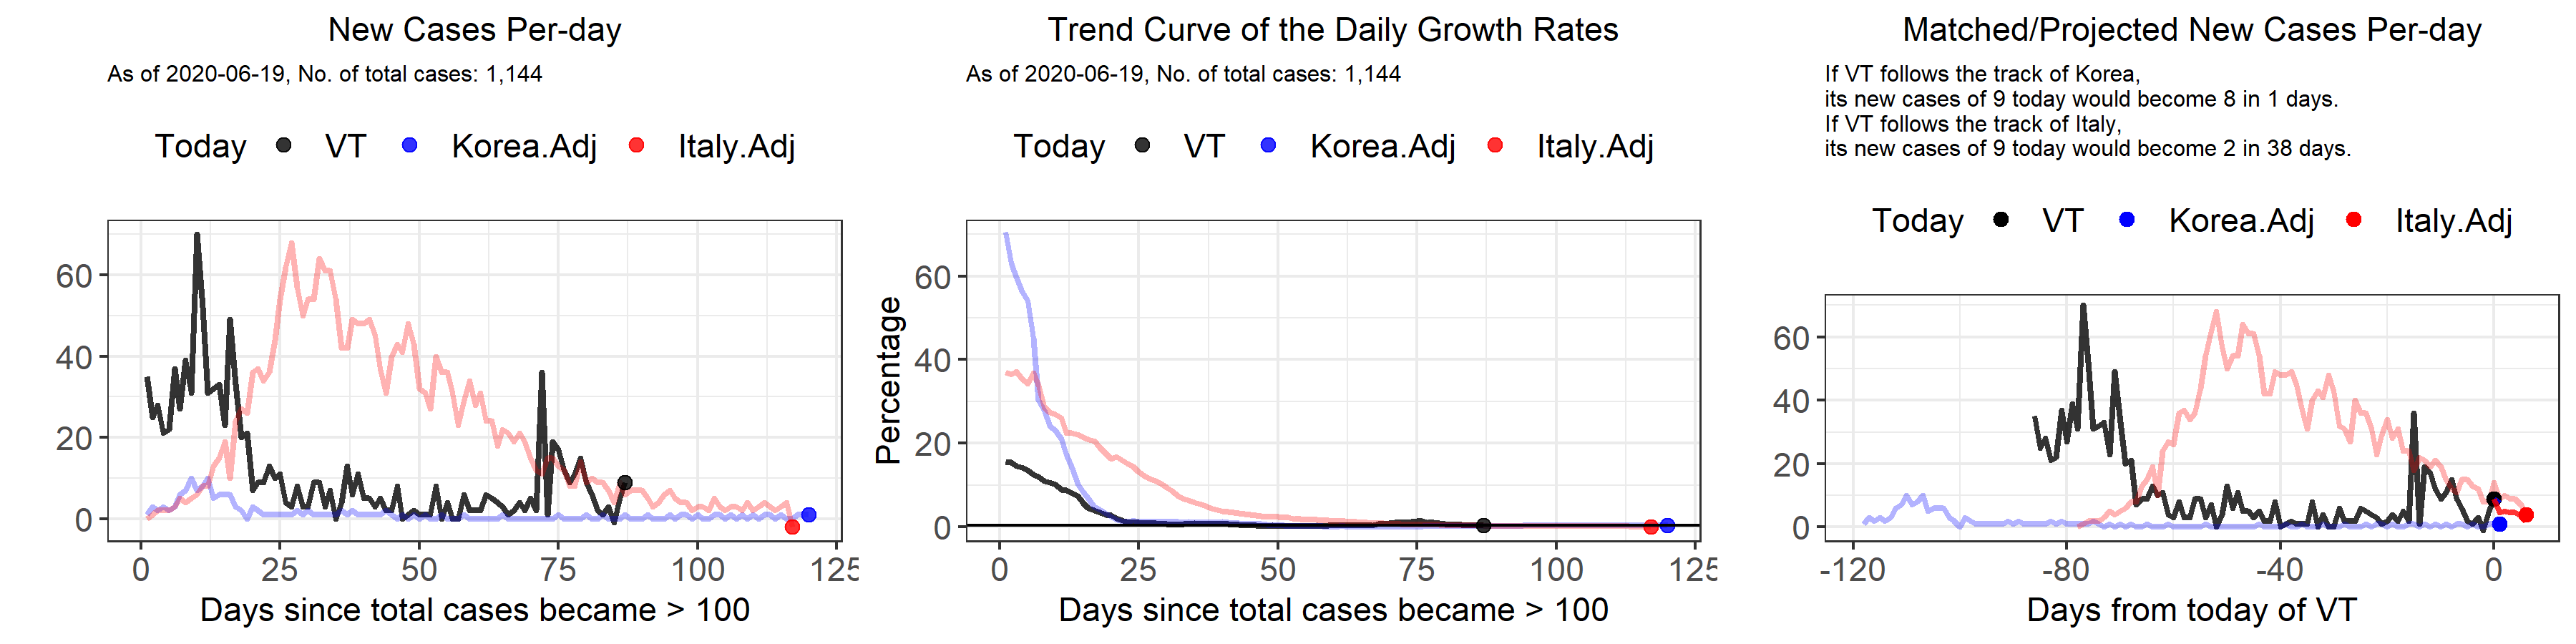 New Cases Per-day
As of 2020-06-19, No. of total cases: 1,144
Today VT Korea.Adj Italy.Adj
60
40
20
0
0 25 50 75 100 125
Days since total cases became > 100
Trend Curve of the Daily Growth Rates
As of 2020-06-19, No. of total cases: 1,144
Today VT Korea.Adj Italy.Adj
Percentage
60
40
20
0
0 25 50 75 100 125
Days since total cases became > 100
Matched/Projected New Cases Per-day
If VT follows the track of Korea,
its new cases of 9 today would become 8 in 1 days.
If VT follows the track of Italy,
its new cases of 9 today would become 2 in 38 days.
Today VT Korea.Adj Italy.Adj
60
40
20
0
-120 -80 -40 0
Days from today of VT